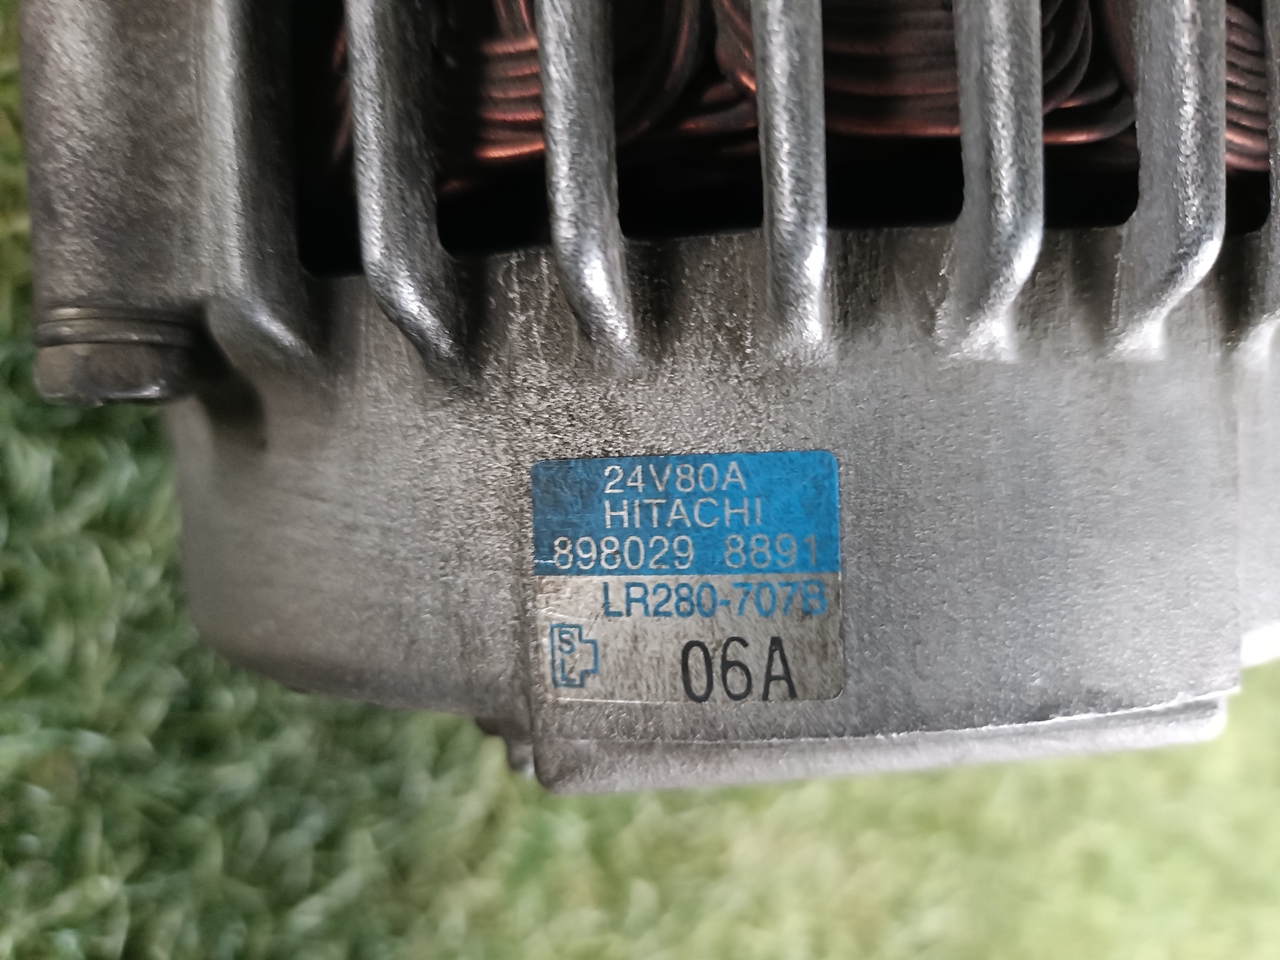 24V80A
HITACHI
898029 8891
LR280-707B
S
L
06A